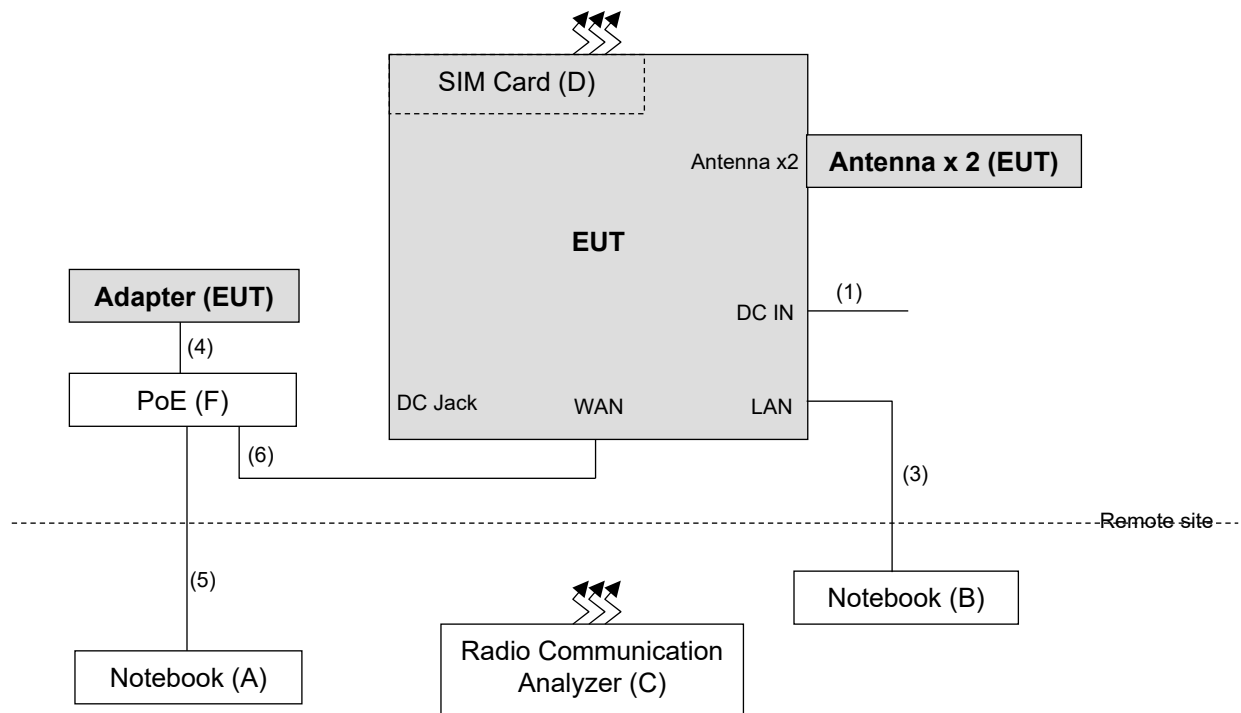 SIM Card (D)
Antenna x2
Antenna x 2 (EUT)
EUT
Adapter (EUT)
(1)
DC IN
(4)
PoE (F)
DC Jack
WAN
LAN
(6)
(3)
Remote site
(5)
Notebook (B)
Radio Communication
Analyzer (C)
Notebook (A)